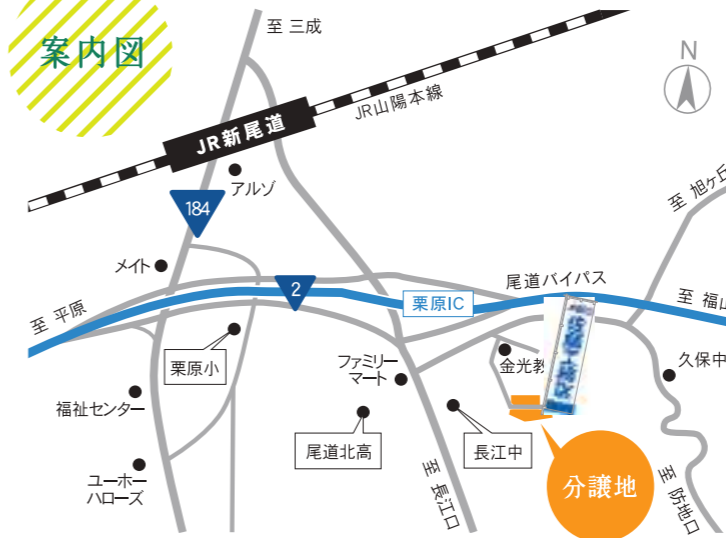 案内図
至 三成
N
JR新尾道
JR山陽本線
アルゾ
184
至 旭ヶ丘
メイト
2
栗原IC
尾道バイパス
至 福山
至 平原
栗原小
ファミリー
マート
金光教
久保中
福祉センター
尾道北高
長江中
ユーホー
ハローズ
至 長江口
分譲地
至 防地口